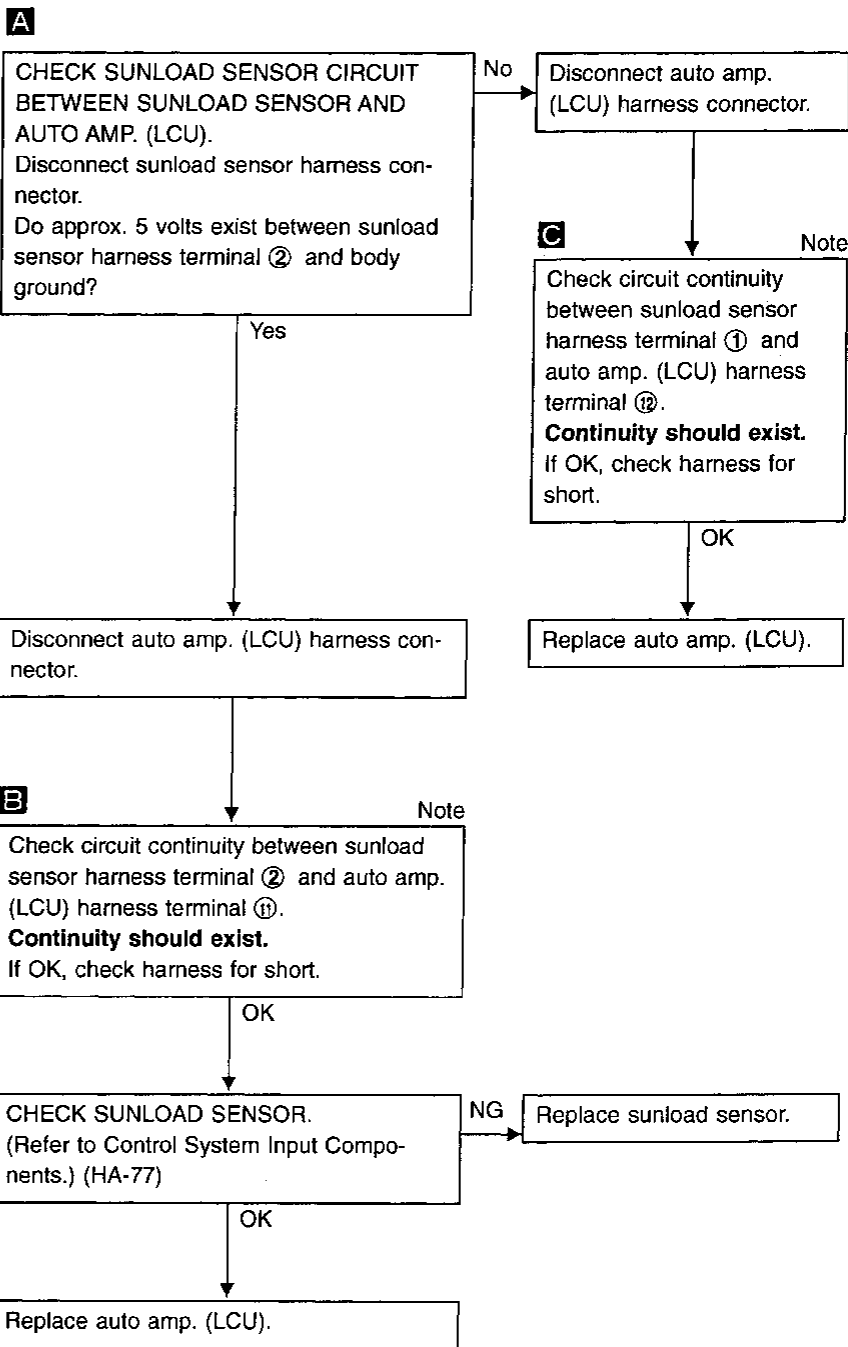 A
CHECK SUNLOAD SENSOR CIRCUIT
BETWEEN SUNLOAD SENSOR AND
AUTO AMP. (LCU).
Disconnect sunload sensor harness con-
nector.
Do approx. 5 volts exist between sunload
sensor harness terminal ② and body
ground?
No
Disconnect auto amp.
(LCU) harness connector.
Yes
C
Note
Check circuit continuity
between sunload sensor
harness terminal ① and
auto amp. (LCU) harness
terminal ⑫.
Continuity should exist.
If OK, check harness for
short.
OK
Replace auto amp. (LCU).
Disconnect auto amp. (LCU) harness con-
nector.
B
Note
Check circuit continuity between sunload
sensor harness terminal ② and auto amp.
(LCU) harness terminal ⑪.
Continuity should exist.
If OK, check harness for short.
OK
CHECK SUNLOAD SENSOR.
(Refer to Control System Input Compo-
nents.) (HA-77)
NG
Replace sunload sensor.
OK
Replace auto amp. (LCU).